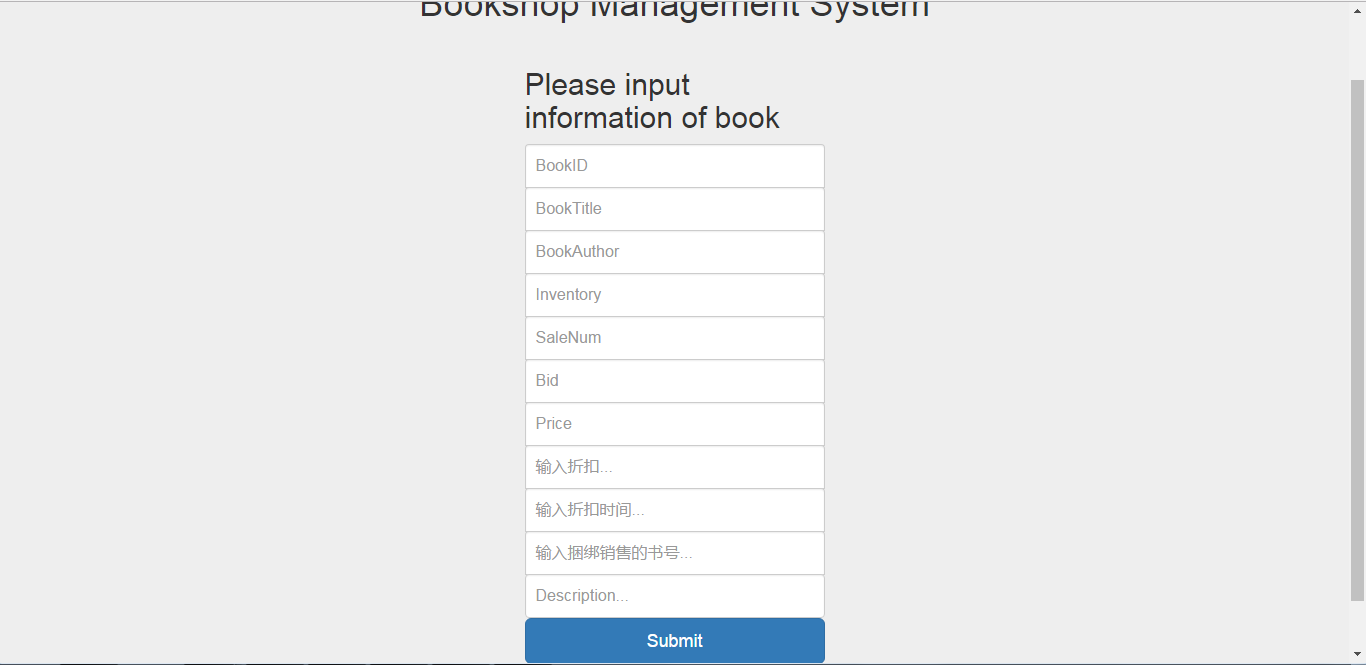 Bookshop Management System
Please input
information of book
BookID
BookTitle
BookAuthor
Inventory
SaleNum
Bid
Price
输入折扣...
输入折扣时间...
输入捆绑销售的书号...
Description...
Submit